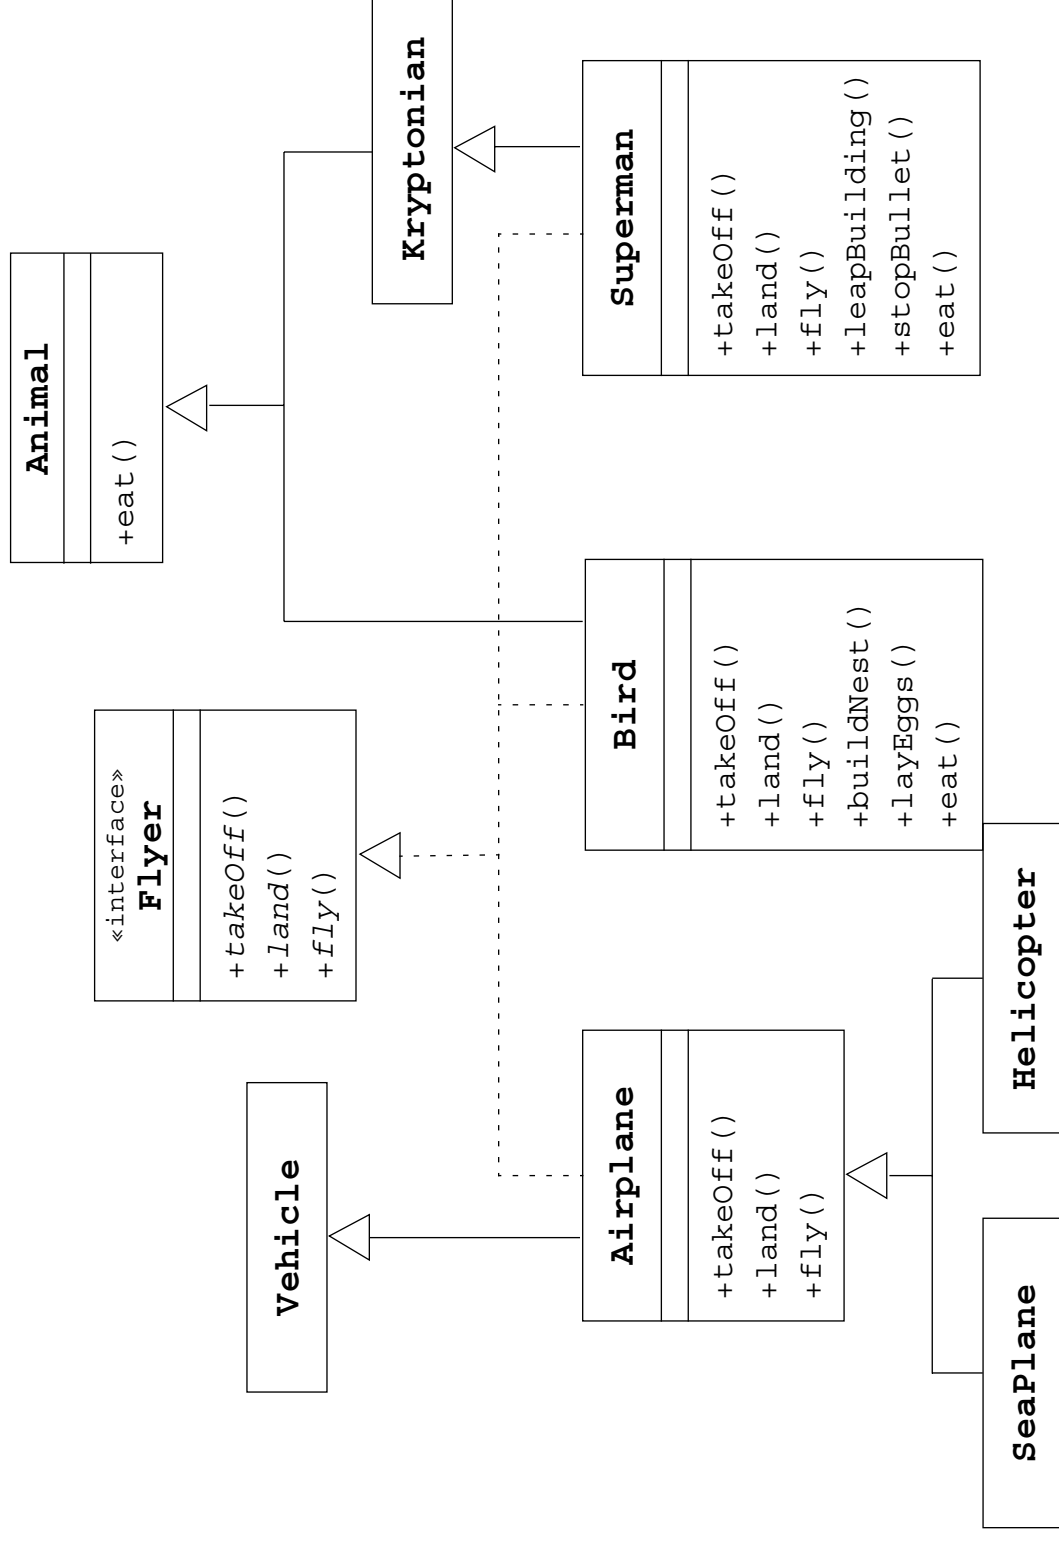 Animal
+eat()
«interface»
Flyer
+takeOff()
+land()
+fly()
Vehicle
Kryptonian
Airplane
+takeOff()
+land()
+fly()
Bird
+takeOff()
+land()
+fly()
+buildNest()
+layEggs()
+eat()
Superman
+takeOff()
+land()
+fly()
+leapBuilding()
+stopBullet()
+eat()
SeaPlane
Helicopter